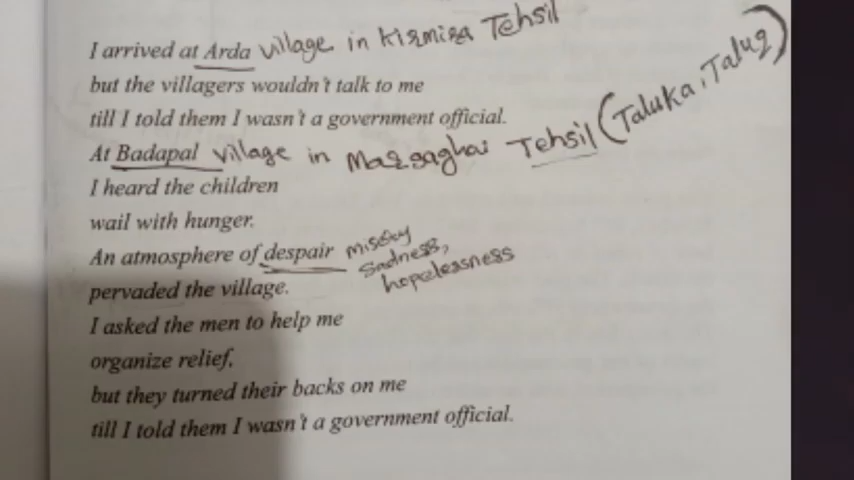 I arrived at Arda village in Kismisa Tehsil
but the villagers wouldn't talk to me
till I told them I wasn't a government official.
At Badapal village in Marsaghai Tehsil (Taluka, Taluq)
I heard the children
wail with hunger.
An atmosphere of despair misery
sadness,
hopelessness
pervaded the village.
I asked the men to help me
organize relief,
but they turned their backs on me
till I told them I wasn't a government official.